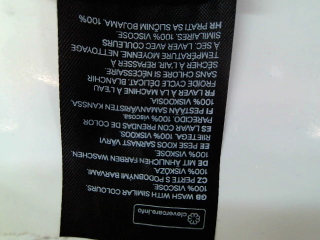 clevercare.info
GB WASH WITH SIMILAR COLOURS.
100% VISCOSE.
CZ PERTE S PODOBNÝMI BARVAMI.
100% VISKÓZA.
DE MIT ÄHNLICHEN FARBEN WASCHEN.
100% VISKOSE.
EE PESE KOOS SARNAST VÄRVI
RIETEGA. 100% VISKOOS.
ES LAVAR CON PRENDAS DE COLOR
PARECIDO. 100% viscosa.
FI PESTÄÄN SAMANVÄRISTEN KANSSA.
100% VISKOSIA.
FR LAVER A LA MACHINE À L'EAU
FROIDE CYCLE DÉLICAT, BLANCHIR
SANS CHLORE SI NÉCESSAIRE
SÉCHER À L'AIR, REPASSER À
TEMPÉRATURE MOYENNE, NETTOYAGE
A SEC, LAVER AVEC COULEURS
SIMILAIRES. 100% VISCOSE.
HR PRATI SA SLIČNIM BOJAMA. 100%